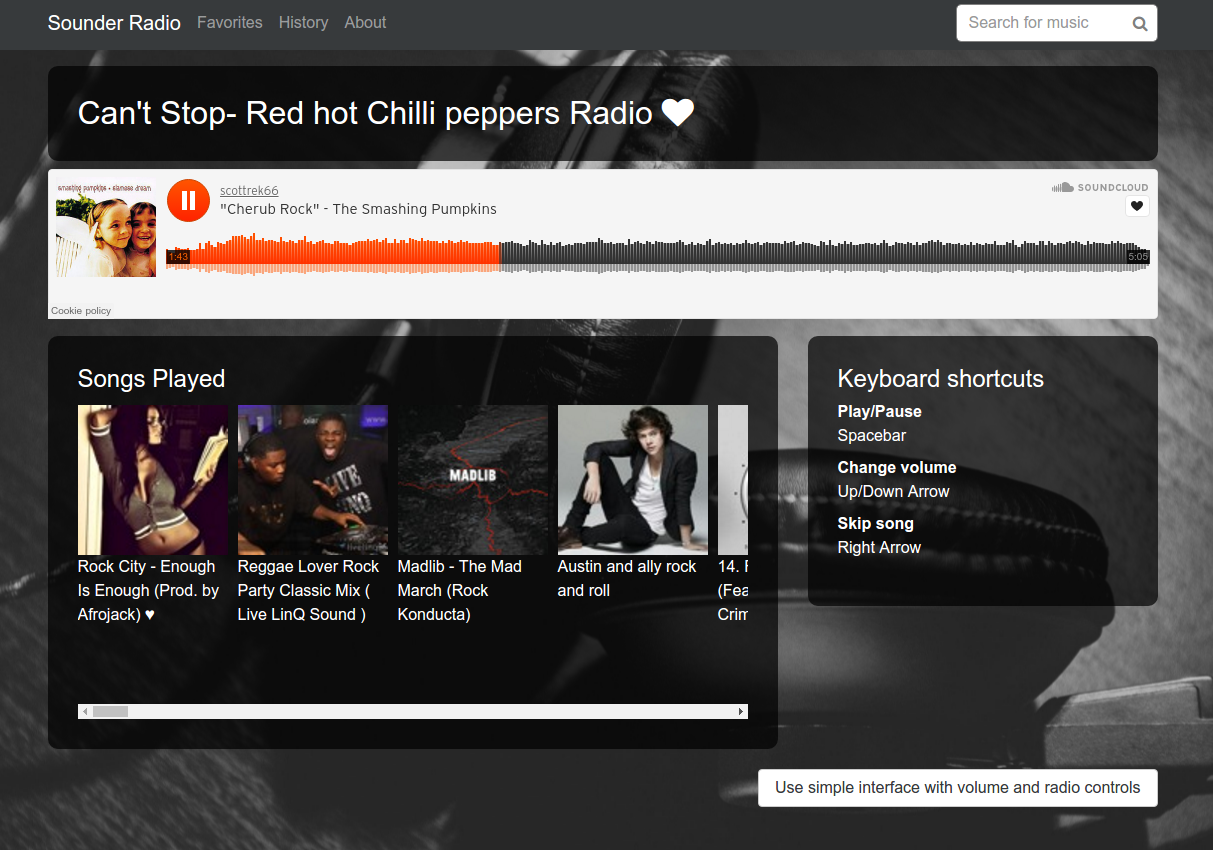 Sounder Radio Favorites History About Search for music
Can't Stop- Red hot Chilli peppers Radio
smashing pumpkins • siamese dream
scottrek66
SOUNDCLOUD
"Cherub Rock" - The Smashing Pumpkins
1:43
5:05
Cookie policy
Songs Played
MADLIB
Rock City - Enough
Is Enough (Prod. by
Afrojack) ♥
Reggae Lover Rock
Party Classic Mix (
Live LinQ Sound )
Madlib - The Mad
March (Rock
Konducta)
Austin and ally rock
and roll
14.
(Fea
Crim
Keyboard shortcuts
Play/Pause
Spacebar
Change volume
Up/Down Arrow
Skip song
Right Arrow
Use simple interface with volume and radio controls